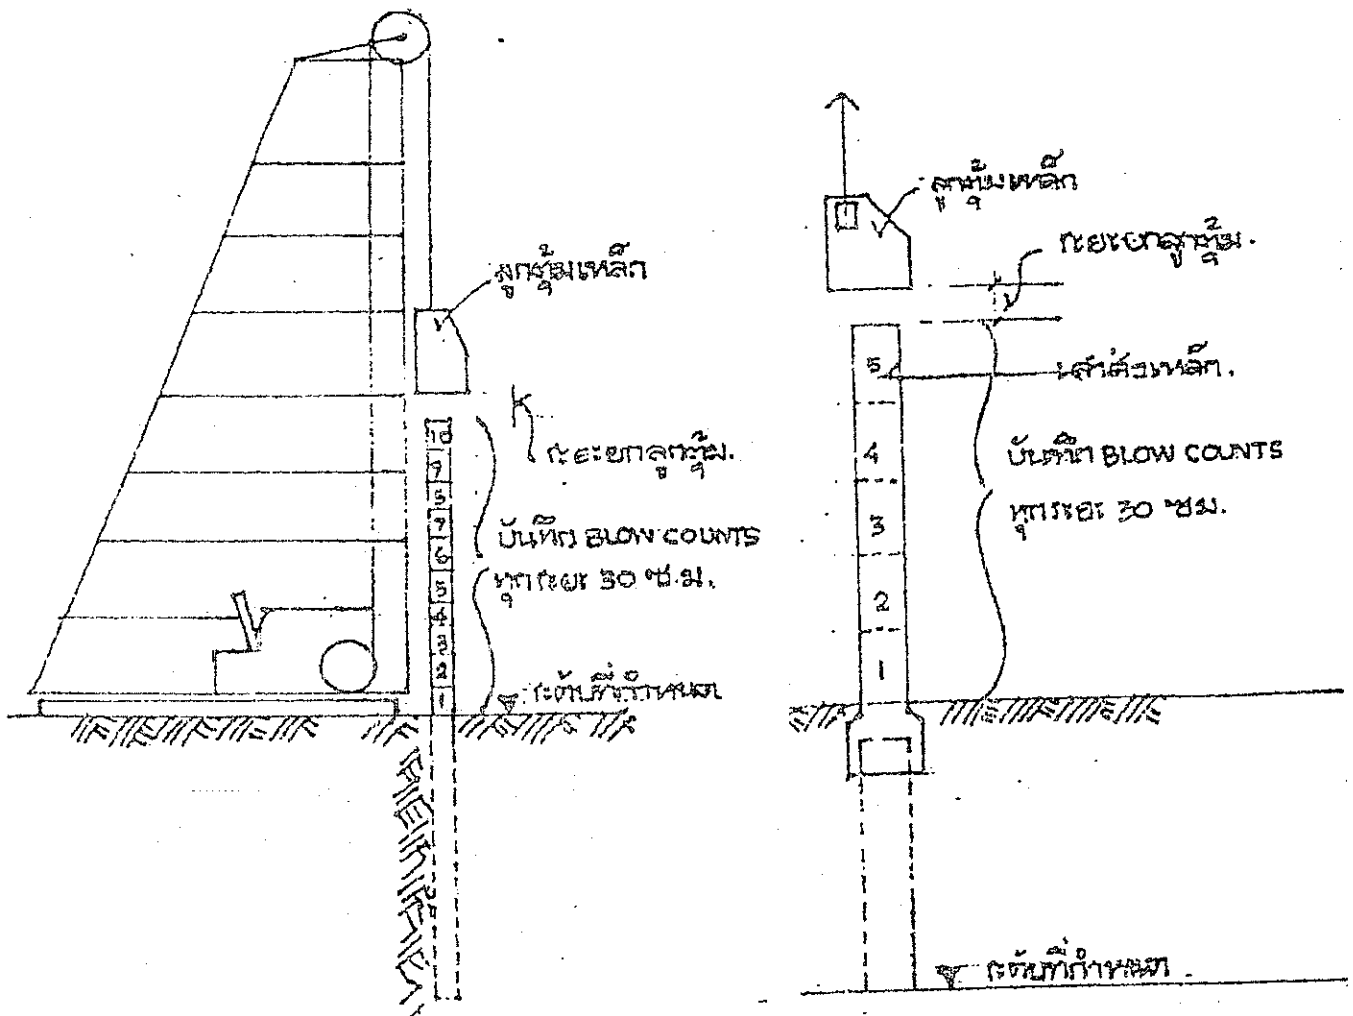 ลูกตุ้มเหล็ก
ระยะยกลูกตุ้ม.
บันทึก BLOW COUNTS
ทุกระยะ 30 ซ.ม.
ระดับที่กำหนด
10
9
8
7
6
5
4
3
2
1
ลูกตุ้มเหล็ก
ระยะยกลูกตุ้ม.
เสาส่งเหล็ก.
บันทึก BLOW COUNTS
ทุกระยะ 30 ซม.
5
4
3
2
1
ระดับที่กำหนด.